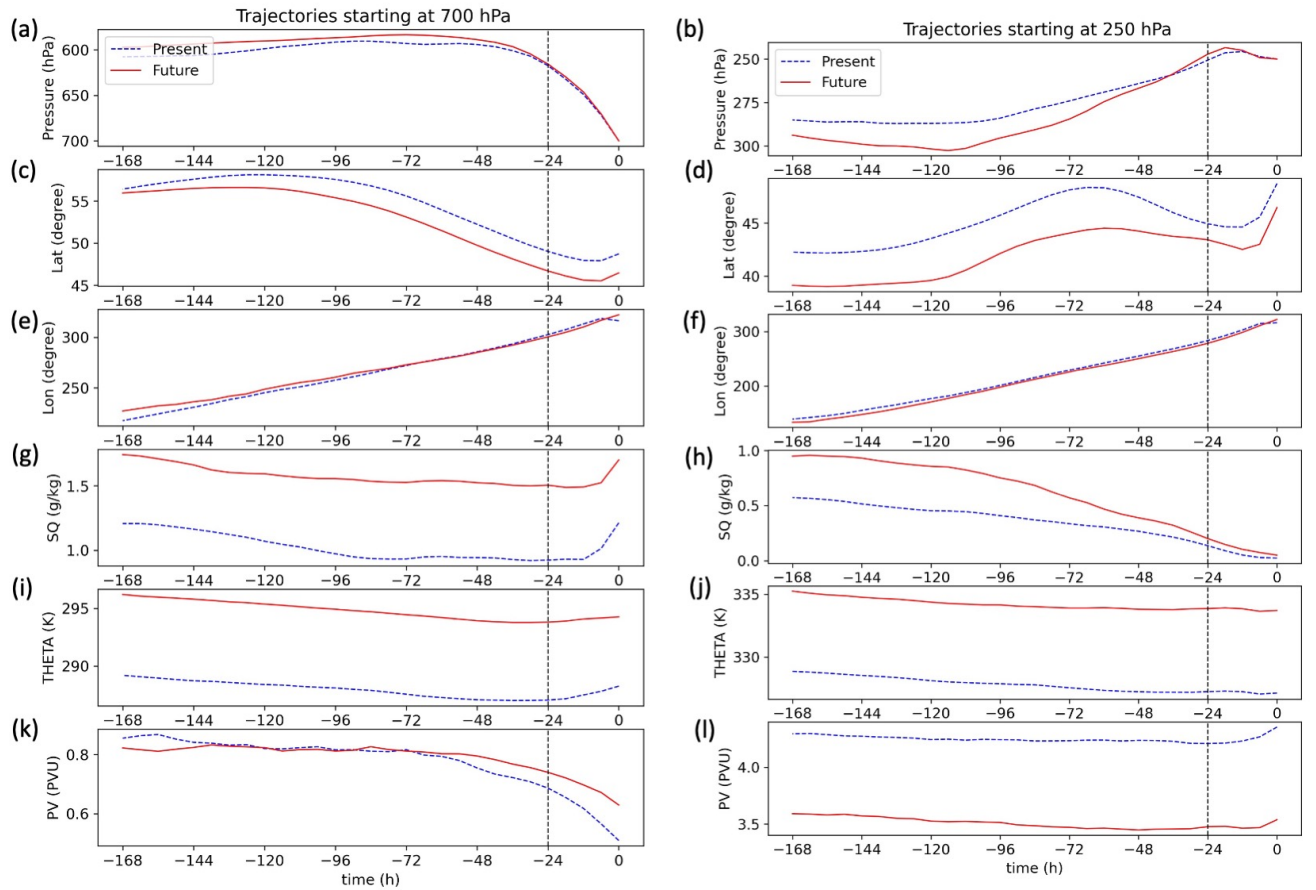 Trajectories starting at 700 hPa
(a)
Present
Future
Pressure (hPa)
600
650
700
−168 −144 −120 −96 −72 −48 −24 0
Trajectories starting at 250 hPa
(b)
Present
Future
Pressure (hPa)
250
275
300
−168 −144 −120 −96 −72 −48 −24 0
(c)
Lat (degree)
55
50
45
−168 −144 −120 −96 −72 −48 −24 0
(d)
Lat (degree)
45
40
−168 −144 −120 −96 −72 −48 −24 0
(e)
Lon (degree)
300
250
−168 −144 −120 −96 −72 −48 −24 0
(f)
Lon (degree)
300
200
−168 −144 −120 −96 −72 −48 −24 0
(g)
SQ (g/kg)
1.5
1.0
−168 −144 −120 −96 −72 −48 −24 0
(h)
SQ (g/kg)
1.0
0.5
0.0
−168 −144 −120 −96 −72 −48 −24 0
(i)
THETA (K)
295
290
−168 −144 −120 −96 −72 −48 −24 0
(j)
THETA (K)
335
330
−168 −144 −120 −96 −72 −48 −24 0
(k)
PV (PVU)
0.8
0.6
−168 −144 −120 −96 −72 −48 −24 0
time (h)
(l)
PV (PVU)
4.0
3.5
−168 −144 −120 −96 −72 −48 −24 0
time (h)